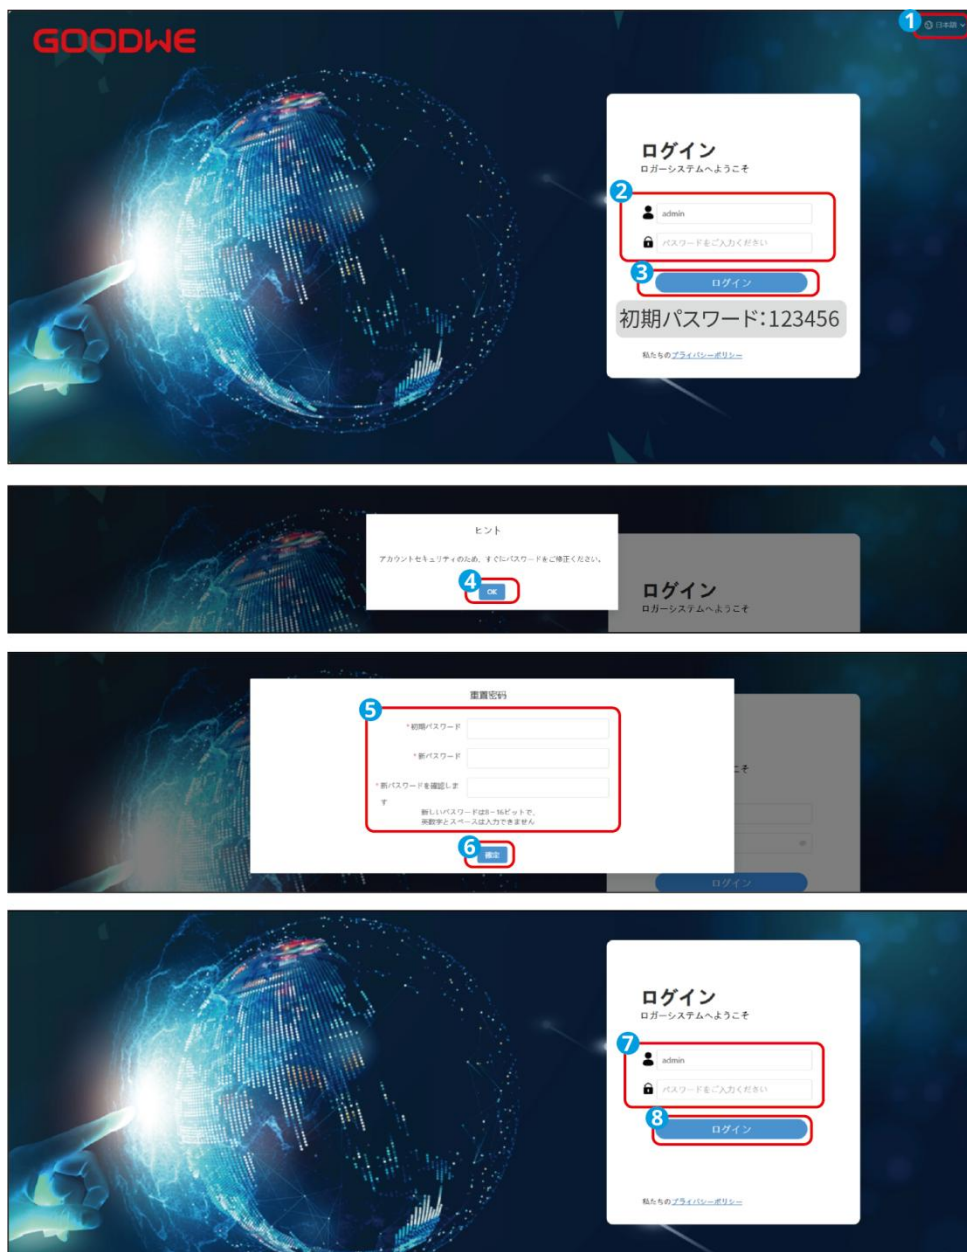 1
日本語
GOODWE
ログイン
ロガーシステムへようこそ
2
admin
パスワードをご入力ください
3
ログイン
初期パスワード:123456
私たちのプライバシーポリシー
ヒント
アカウントセキュリティのため、すぐにパスワードをご修正ください。
4
OK
ログイン
ロガーシステムへようこそ
重置密码
5
*初期パスワード
*新パスワード
*新パスワードを確認しま
す
新しいパスワードは8-16ビットで、
英数字とスペースは入力できません
6
確定
こそ
ログイン
ログイン
ロガーシステムへようこそ
7
admin
パスワードをご入力ください
8
ログイン
私たちのプライバシーポリシー